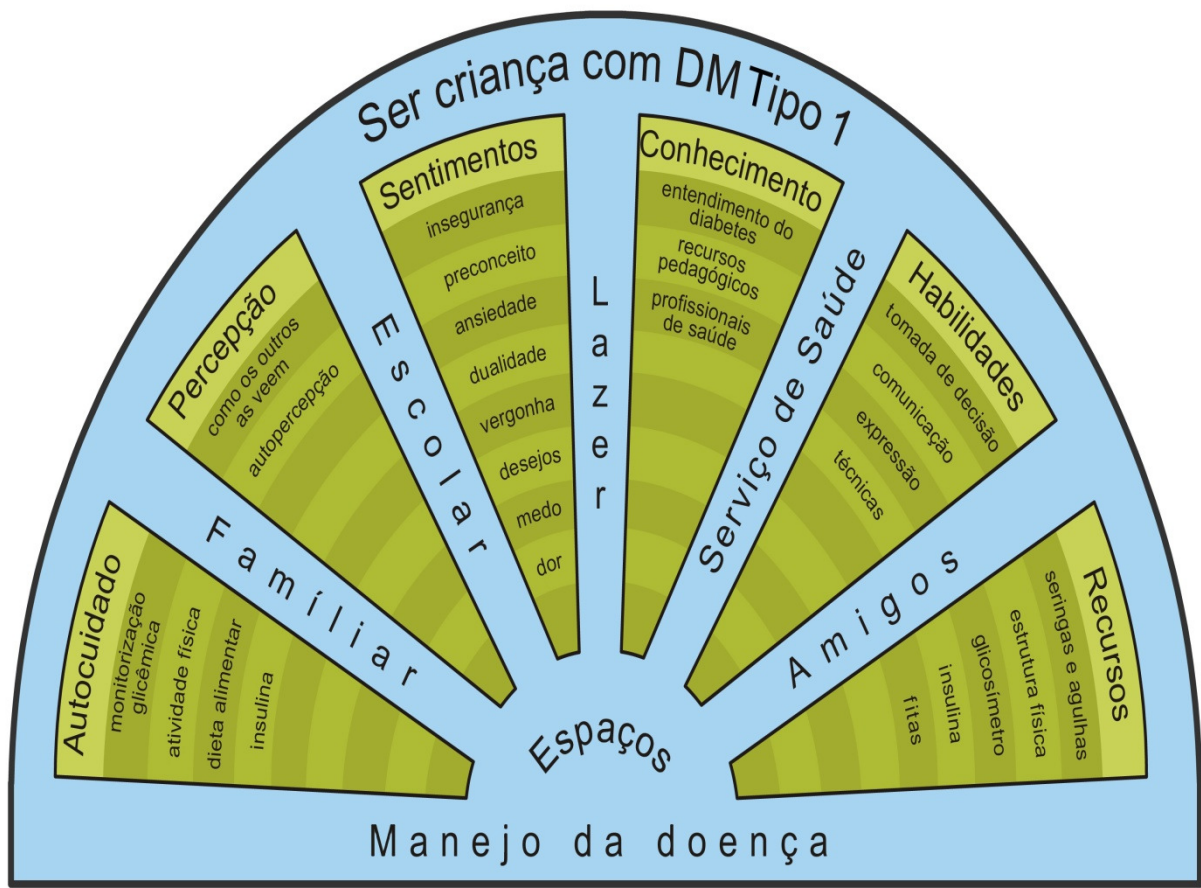 Ser criança com DM Tipo 1
Autocuidado
monitorização
glicêmica
atividade física
dieta alimentar
insulina
Famíliar
Percepção
como os outros
as veem
autopercepção
Escolar
Sentimentos
insegurança
preconceito
ansiedade
dualidade
vergonha
desejos
medo
dor
Lazer
Conhecimento
entendimento do
diabetes
recursos
pedagógicos
profissionais
de saúde
Serviço de Saúde
Habilidades
tomada de decisão
comunicação
expressão
técnicas
Amigos
Recursos
seringas e agulhas
estrutura física
glicosímetro
insulina
fitas
Espaços
Manejo da doença